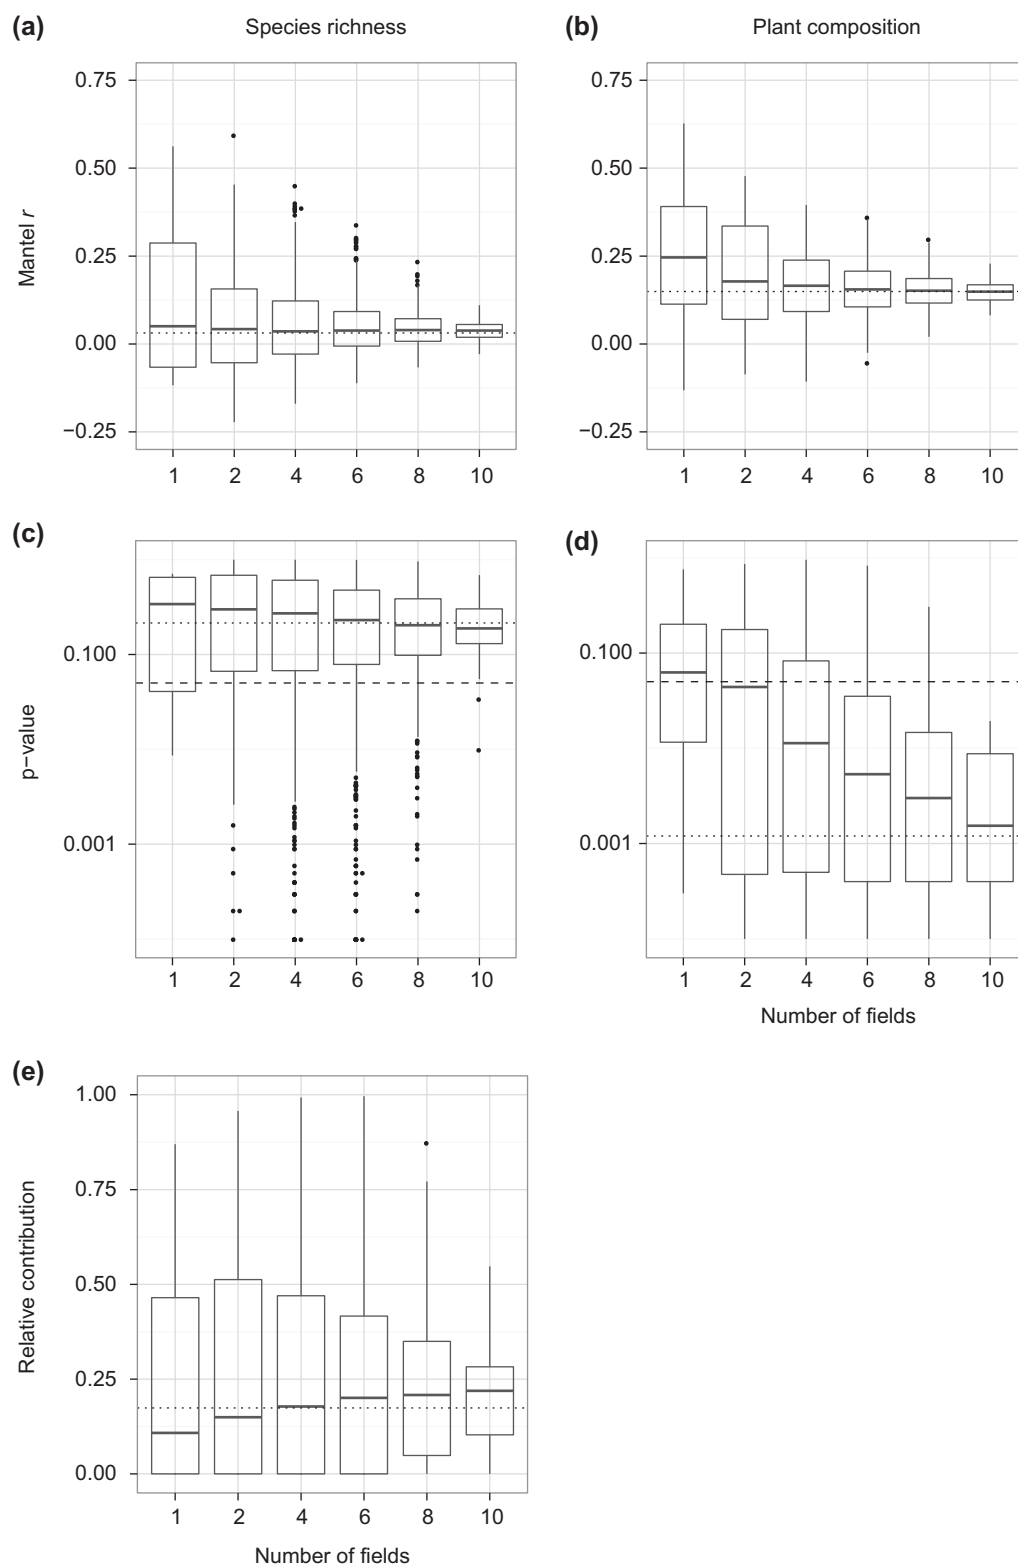 (a) Species richness
(b) Plant composition
Mantel r
0.75
0.50
0.25
0.00
−0.25
1 2 4 6 8 10
0.75
0.50
0.25
0.00
−0.25
1 2 4 6 8 10
(c)
p−value
0.100
0.001
1 2 4 6 8 10
(d)
0.100
0.001
1 2 4 6 8 10
Number of fields
(e)
Relative contribution
1.00
0.75
0.50
0.25
0.00
1 2 4 6 8 10
Number of fields